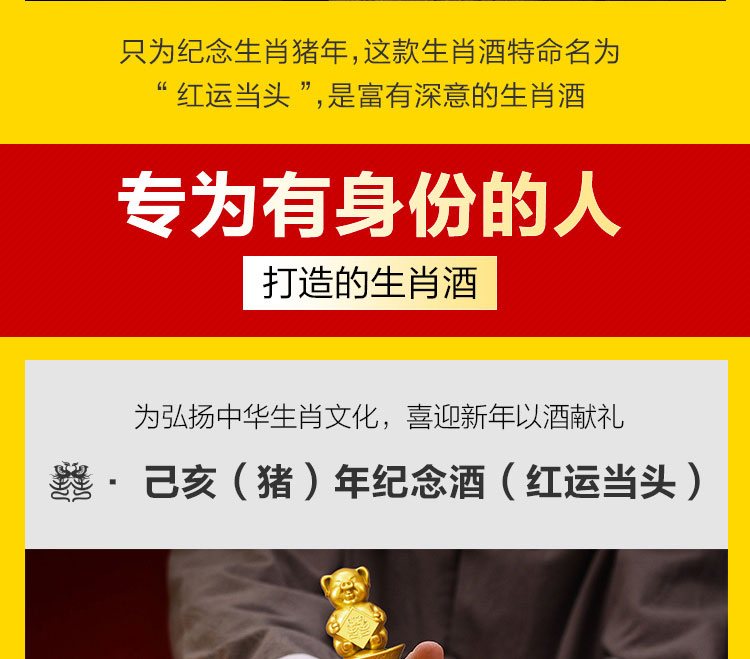 只为纪念生肖猪年,这款生肖酒特命名为
“ 红运当头 ”,是富有深意的生肖酒
专为有身份的人
打造的生肖酒
为弘扬中华生肖文化，喜迎新年以酒献礼
· 己亥（猪）年纪念酒（红运当头）